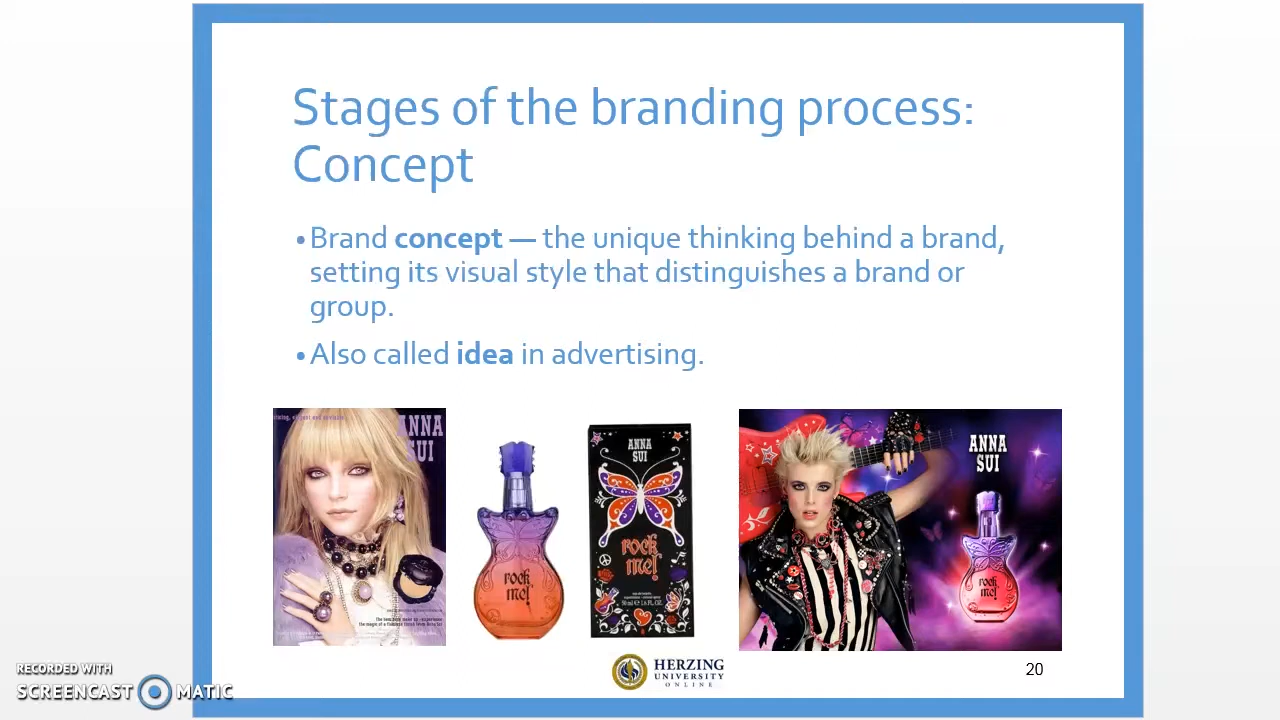 Stages of the branding process:
Concept
•Brand concept — the unique thinking behind a brand,
setting its visual style that distinguishes a brand or
group.
•Also called idea in advertising.
ANNA
SUI
rock
me!
ANNA
SUI
rock
me!
ANNA
SUI
rock
me!
HERZING
UNIVERSITY
ONLINE
20
RECORDED WITH
SCREENCAST MATIC